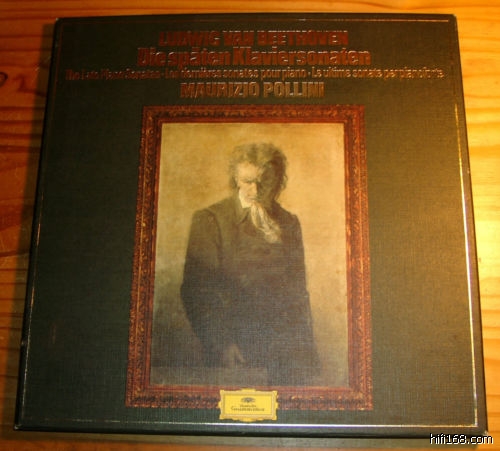 LUDWIG VAN BEETHOVEN
Die späten Klaviersonaten
The Late Piano Sonatas · Les dernières sonates pour piano · Le ultime sonate per pianoforte
MAURIZIO POLLINI
Deutsche
Grammophon
hifi168.com